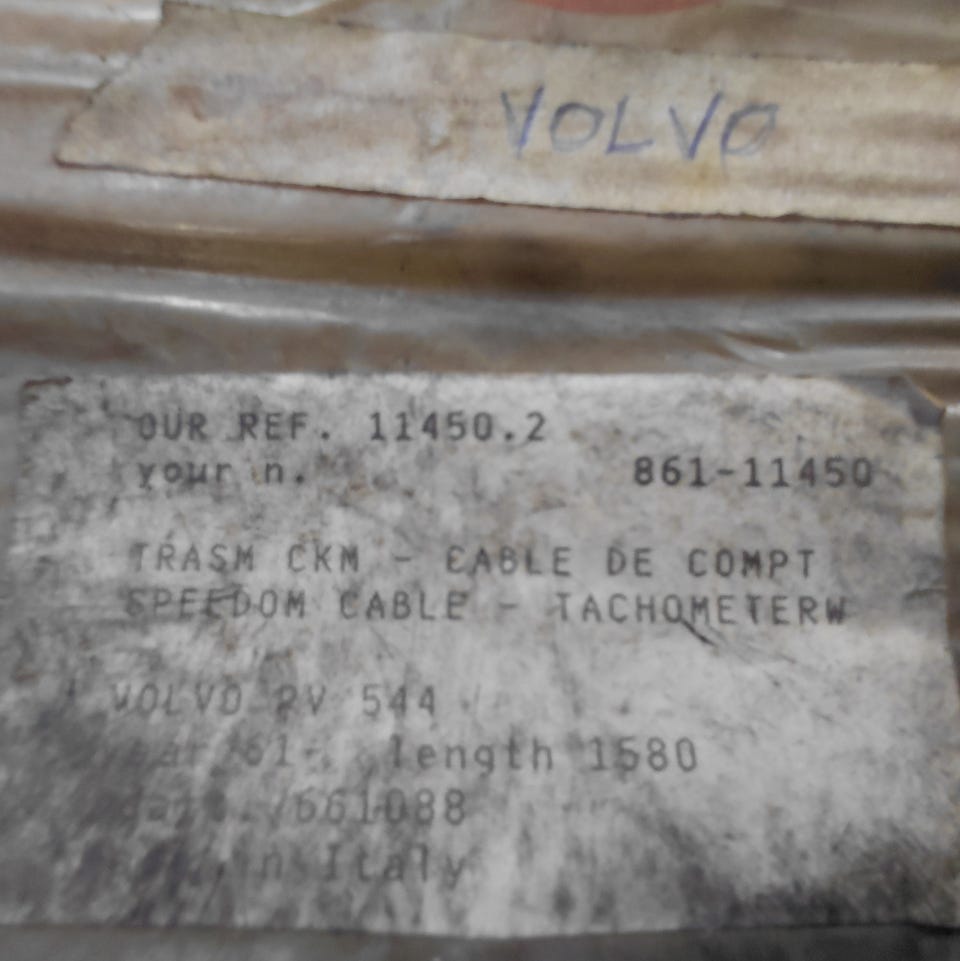 VOLVO
OUR REF. 11450.2
your n. 861-11450
TRASM CKM - CABLE DE COMPT
SPEEDOM CABLE - TACHOMETERW
VOLVO PV 544
61- length 1580
/661088
Italy